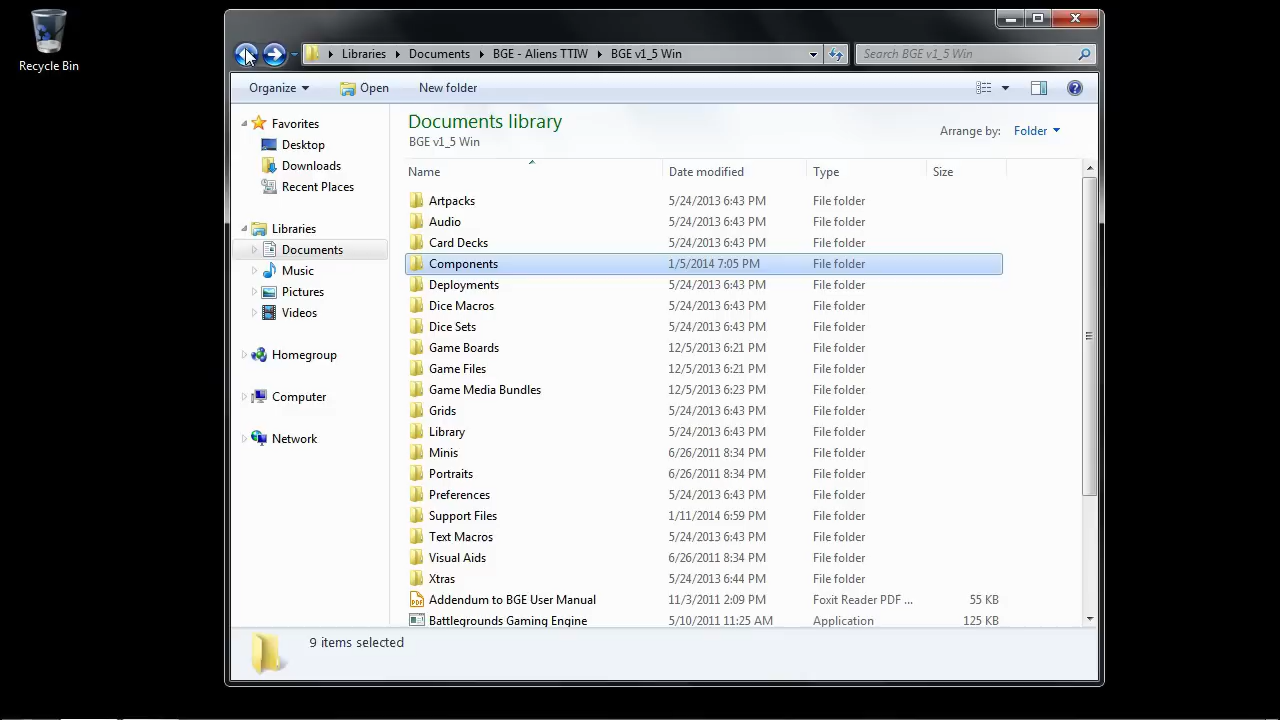 Recycle Bin
Libraries Documents BGE - Aliens TTIW BGE v1_5 Win
Search BGE v1_5 Win
Organize Open New folder
Favorites
Desktop
Downloads
Recent Places
Libraries
Documents
Music
Pictures
Videos
Homegroup
Computer
Network
Documents library
BGE v1_5 Win
Arrange by: Folder
Name Date modified Type Size
Artpacks 5/24/2013 6:43 PM File folder
Audio 5/24/2013 6:43 PM File folder
Card Decks 5/24/2013 6:43 PM File folder
Components 1/5/2014 7:05 PM File folder
Deployments 5/24/2013 6:43 PM File folder
Dice Macros 5/24/2013 6:43 PM File folder
Dice Sets 5/24/2013 6:43 PM File folder
Game Boards 12/5/2013 6:21 PM File folder
Game Files 12/5/2013 6:21 PM File folder
Game Media Bundles 12/5/2013 6:23 PM File folder
Grids 5/24/2013 6:43 PM File folder
Library 5/24/2013 6:43 PM File folder
Minis 6/26/2011 8:34 PM File folder
Portraits 6/26/2011 8:34 PM File folder
Preferences 5/24/2013 6:43 PM File folder
Support Files 1/11/2014 6:59 PM File folder
Text Macros 5/24/2013 6:43 PM File folder
Visual Aids 6/26/2011 8:34 PM File folder
Xtras 5/24/2013 6:44 PM File folder
Addendum to BGE User Manual 11/3/2011 2:09 PM Foxit Reader PDF ... 55 KB
Battlegrounds Gaming Engine 5/10/2011 11:25 AM Application 125 KB
9 items selected